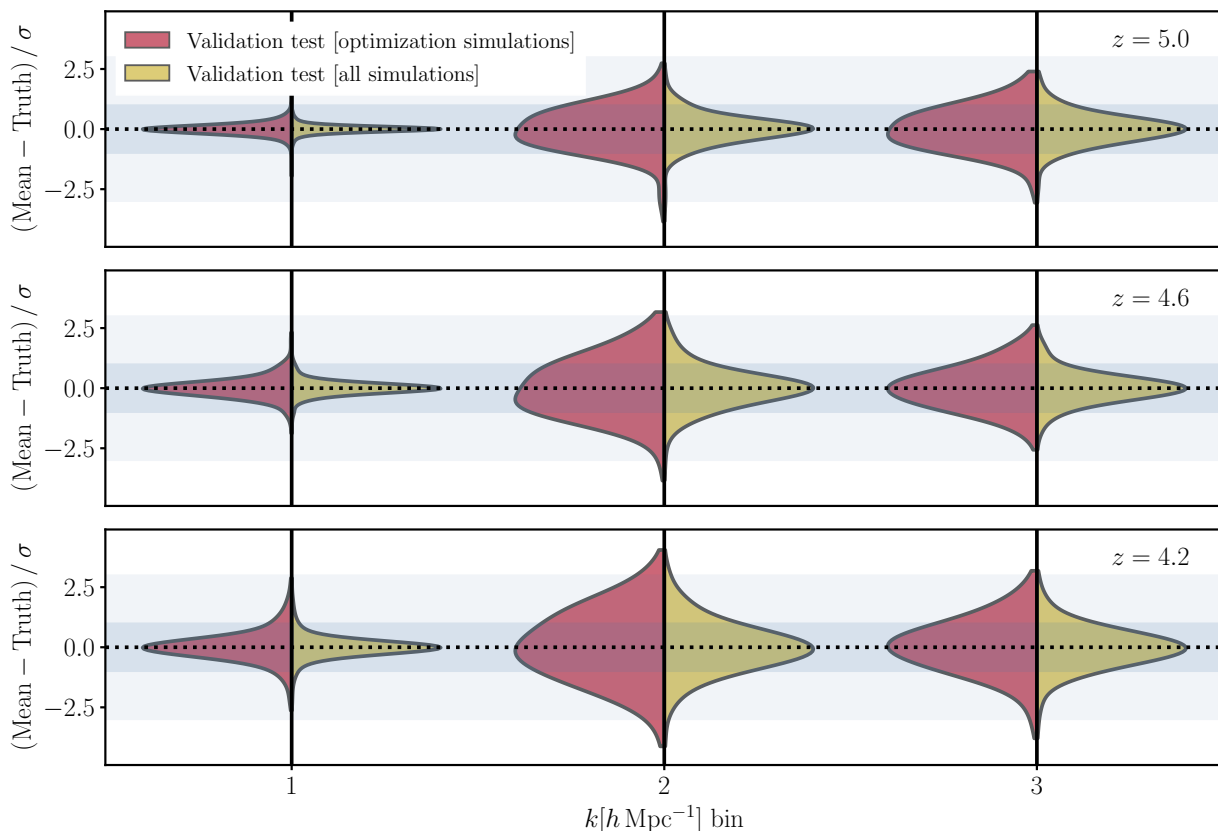 (Mean − Truth) / σ
2.5
0.0
−2.5
Validation test [optimization simulations]
Validation test [all simulations]
z = 5.0
(Mean − Truth) / σ
2.5
0.0
−2.5
z = 4.6
(Mean − Truth) / σ
2.5
0.0
−2.5
z = 4.2
1 2 3
k[h Mpc⁻¹] bin